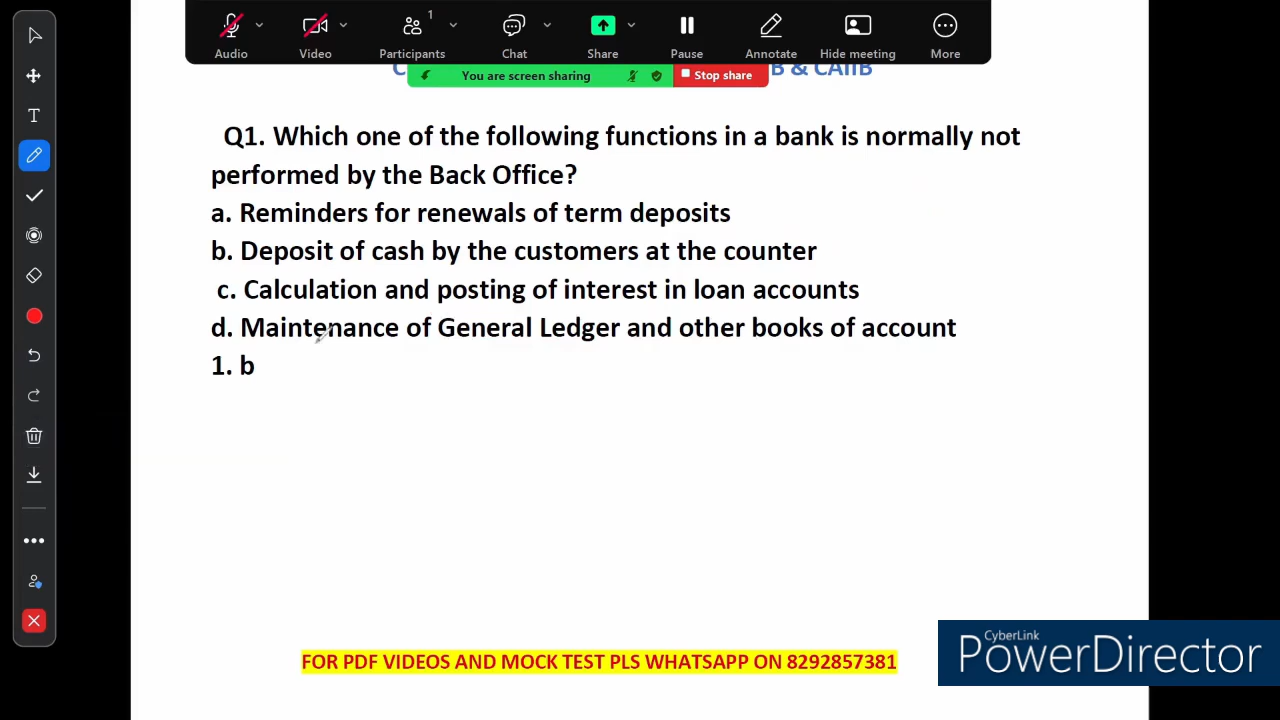 1
Audio
Video
Participants
Chat
Share
Pause
Annotate
Hide meeting
More
You are screen sharing
Stop share
B & CAIIB
Q1. Which one of the following functions in a bank is normally not
performed by the Back Office?
a. Reminders for renewals of term deposits
b. Deposit of cash by the customers at the counter
c. Calculation and posting of interest in loan accounts
d. Maintenance of General Ledger and other books of account
1. b
FOR PDF VIDEOS AND MOCK TEST PLS WHATSAPP ON 8292857381
CyberLink
PowerDirector